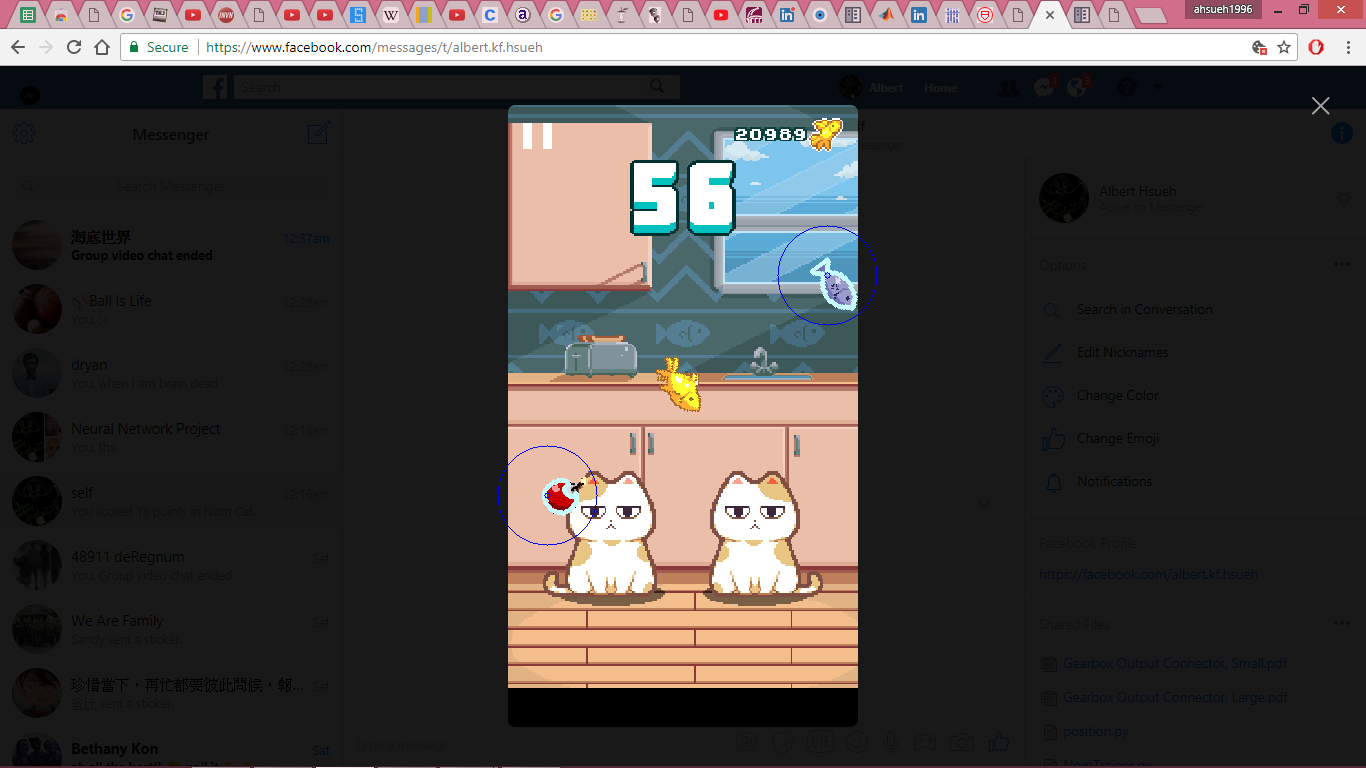 ahsueh1996
Secure
https://www.facebook.com/messages/t/albert.kf.hsueh
Search
Albert
Home
1
3
Messenger
Search Messenger
20989
56
海底世界
12:37am
Group video chat ended
Ball Is Life
12:28am
dryan
12:28am
You: when I am brain dead
Neural Network Project
12:18am
You: thx
self
12:16am
You scored 18 points in Nom Cat.
48911 deRegnum
Sat
You: Group video chat ended
We Are Family
Sat
Sandy sent a sticker.
珍惜當下，再忙都要彼此問候，報...
Sat
爸比 sent a sticker.
Bethany Kon
Sat
Type a message...
GIF
Albert Hsueh
Active on Messenger
Options
Search in Conversation
Edit Nicknames
Change Color
Change Emoji
Notifications
Facebook Profile
https://facebook.com/albert.kf.hsueh
Shared Files
Gearbox Output Connector, Small.pdf
Gearbox Output Connector, Large.pdf
position.py